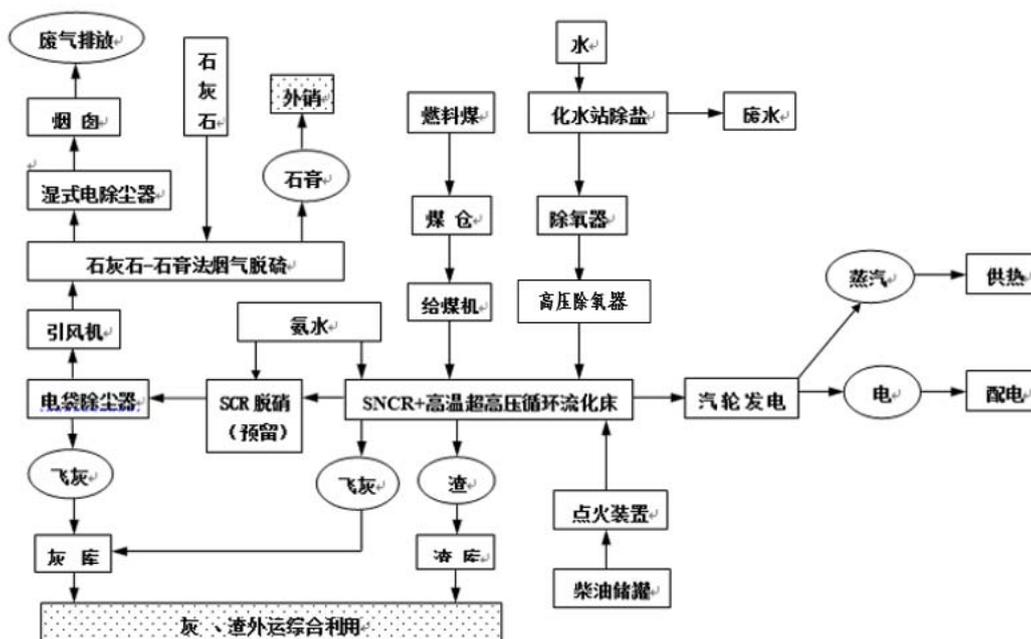 废气排放
石灰石
水
外销
燃料煤
化水站除盐
废水
烟 囱
石膏
湿式电除尘器
煤 仓
除氧器
石灰石-石膏法烟气脱硫
蒸汽
供热
给煤机
高压除氧器
氨水
引风机
电袋除尘器
SCR 脱硝
（预留）
SNCR+高温超高压循环流化床
汽轮发电
电
配电
飞灰
飞灰
渣
点火装置
灰 库
渣 库
柴油储罐
灰 、渣外运综合利用